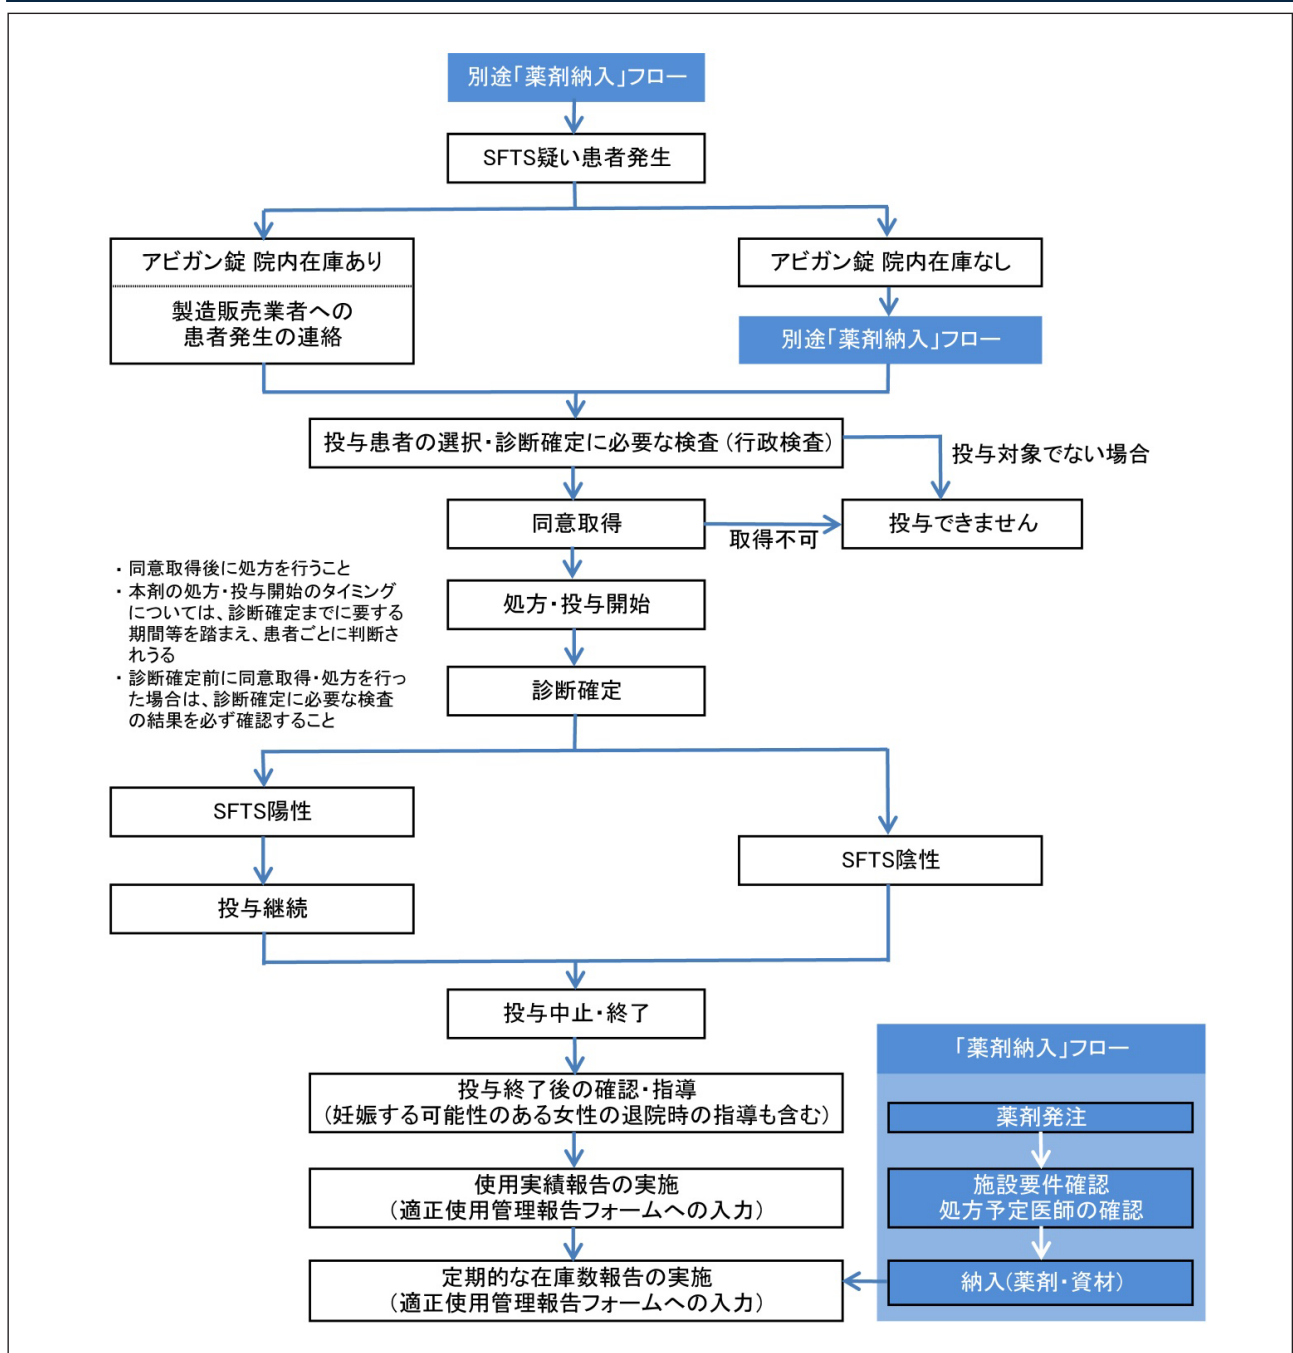 別途「薬剤納入」フロー
SFTS疑い患者発生
アビガン錠 院内在庫あり
製造販売業者への
患者発生の連絡
アビガン錠 院内在庫なし
別途「薬剤納入」フロー
投与患者の選択・診断確定に必要な検査（行政検査）
投与対象でない場合
同意取得
取得不可
投与できません
・同意取得後に処方を行うこと
・本剤の処方・投与開始のタイミング
については、診断確定までに要する
期間等を踏まえ、患者ごとに判断さ
れうる
・診断確定前に同意取得・処方を行っ
た場合は、診断確定に必要な検査
の結果を必ず確認すること
処方・投与開始
診断確定
SFTS陽性
投与継続
SFTS陰性
投与中止・終了
投与終了後の確認・指導
（妊娠する可能性のある女性の退院時の指導も含む）
使用実績報告の実施
（適正使用管理報告フォームへの入力）
定期的な在庫数報告の実施
（適正使用管理報告フォームへの入力）
「薬剤納入」フロー
薬剤発注
施設要件確認
処方予定医師の確認
納入（薬剤・資材）